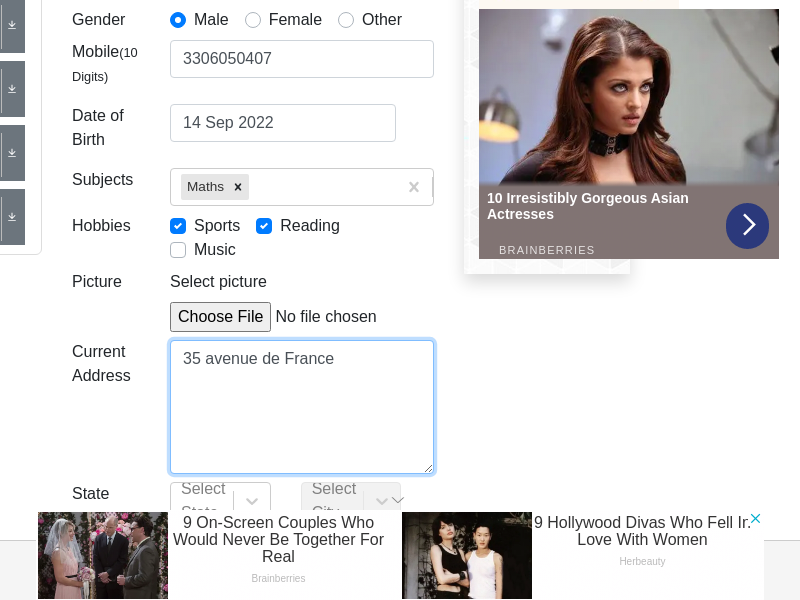 Gender
Male
Female
Other
Mobile(10 Digits)
3306050407
Date of Birth
14 Sep 2022
Subjects
Maths
Hobbies
Sports
Reading
Music
Picture
Select picture
Choose File No file chosen
Current Address
35 avenue de France
State
Select State
Select City
10 Irresistibly Gorgeous Asian
Actresses
BRAINBERRIES
9 On-Screen Couples Who
Would Never Be Together For
Real
Brainberries
9 Hollywood Divas Who Fell In
Love With Women
Herbeauty